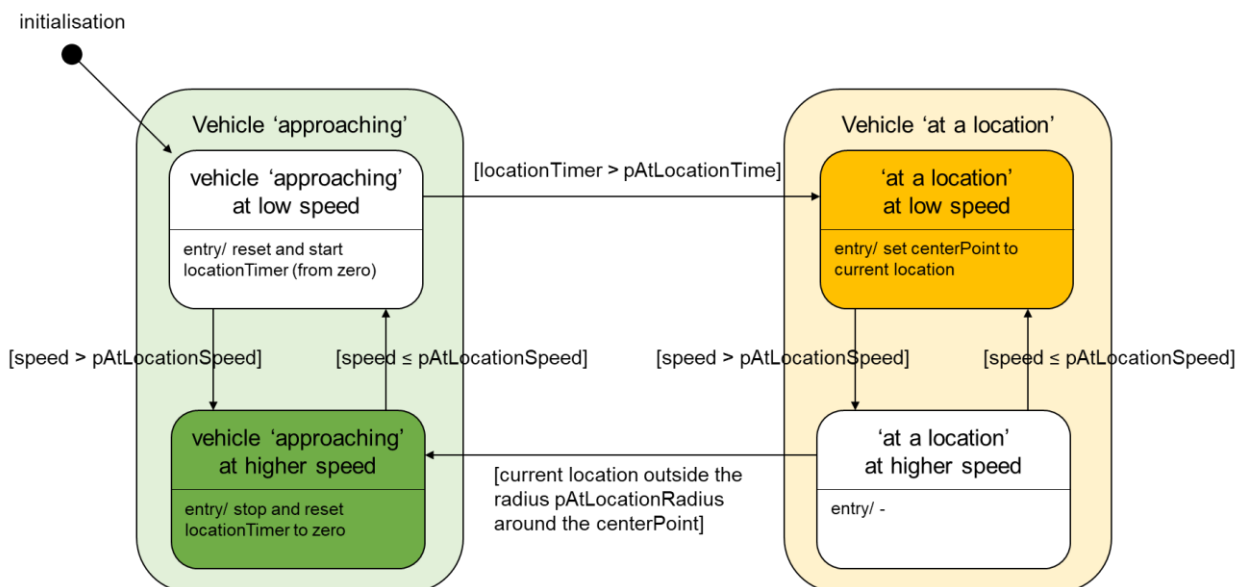 initialisation
Vehicle ‘approaching’
vehicle ‘approaching’
at low speed
entry/ reset and start
locationTimer (from zero)
[locationTimer > pAtLocationTime]
Vehicle ‘at a location’
‘at a location’
at low speed
entry/ set centerPoint to
current location
[speed > pAtLocationSpeed]
[speed ≤ pAtLocationSpeed]
[speed > pAtLocationSpeed]
[speed ≤ pAtLocationSpeed]
vehicle ‘approaching’
at higher speed
entry/ stop and reset
locationTimer to zero
[current location outside the
radius pAtLocationRadius
around the centerPoint]
‘at a location’
at higher speed
entry/ -